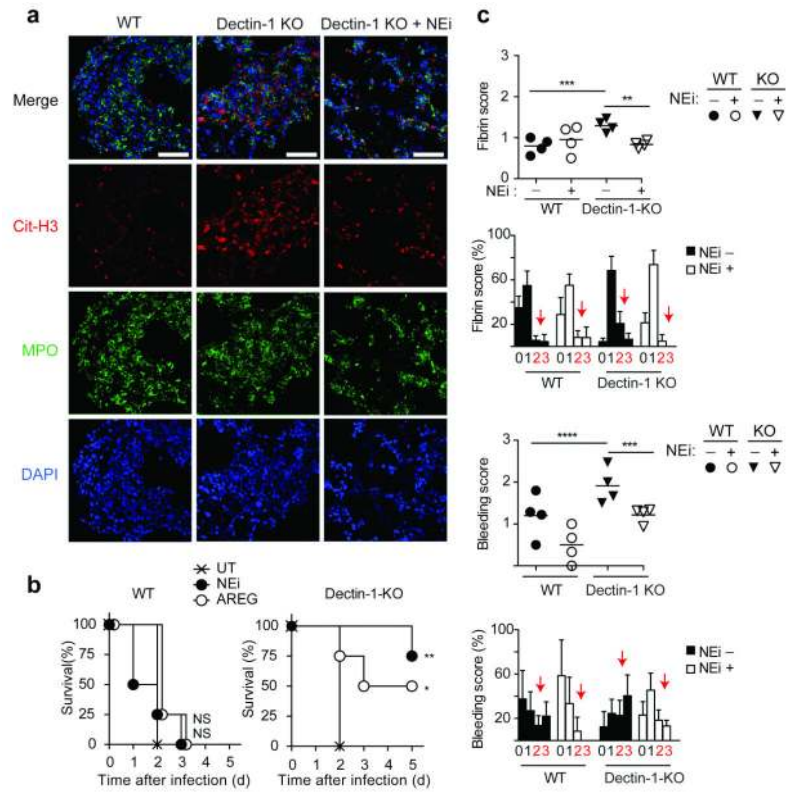 a
WT Dectin-1 KO Dectin-1 KO + NEi
Merge
Cit-H3
MPO
DAPI
b
UT
NEi
AREG
WT
Survival(%)
100
75
50
25
0
NS
NS
0 1 2 3 4 5
Time after infection (d)
Dectin-1-KO
Survival (%)
100
75
50
25
0
**
*
0 1 2 3 4 5
Time after infection (d)
c
Fibrin score
3
2
1
0
***
**
NEi : – + – +
WT Dectin-1-KO
WT KO
NEi: – + – +
Fibrin score (%)
100
60
20
0123 0123 0123 0123
WT Dectin-1 KO
NEi –
NEi +
Bleeding score
3
2
1
****
***
WT Dectin-1 KO
WT KO
NEi: – + – +
Bleeding score (%)
100
80
60
40
20
0
0123 0123 0123 0123
WT Dectin-1-KO
NEi –
NEi +